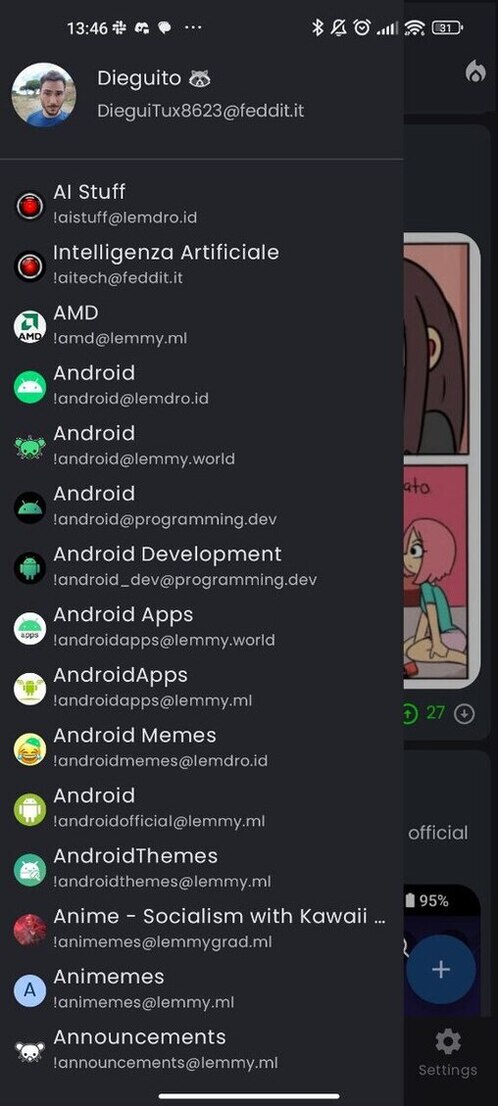 13:46
31
Dieguito 🦝
DieguiTux8623@feddit.it
AI Stuff
!aistuff@lemdro.id
Intelligenza Artificiale
!aitech@feddit.it
AMD
AMD
!amd@lemmy.ml
Android
!android@lemdro.id
Android
!android@lemmy.world
Android
!android@programming.dev
Android Development
!android_dev@programming.dev
Android Apps
apps
!androidapps@lemmy.world
AndroidApps
!androidapps@lemmy.ml
27
Android Memes
!androidmemes@lemdro.id
Android
!androidofficial@lemmy.ml
official
AndroidThemes
!androidthemes@lemmy.ml
95%
Anime - Socialism with Kawaii ...
!animemes@lemmygrad.ml
A
Animemes
!animemes@lemmy.ml
Announcements
!announcements@lemmy.ml
Settings